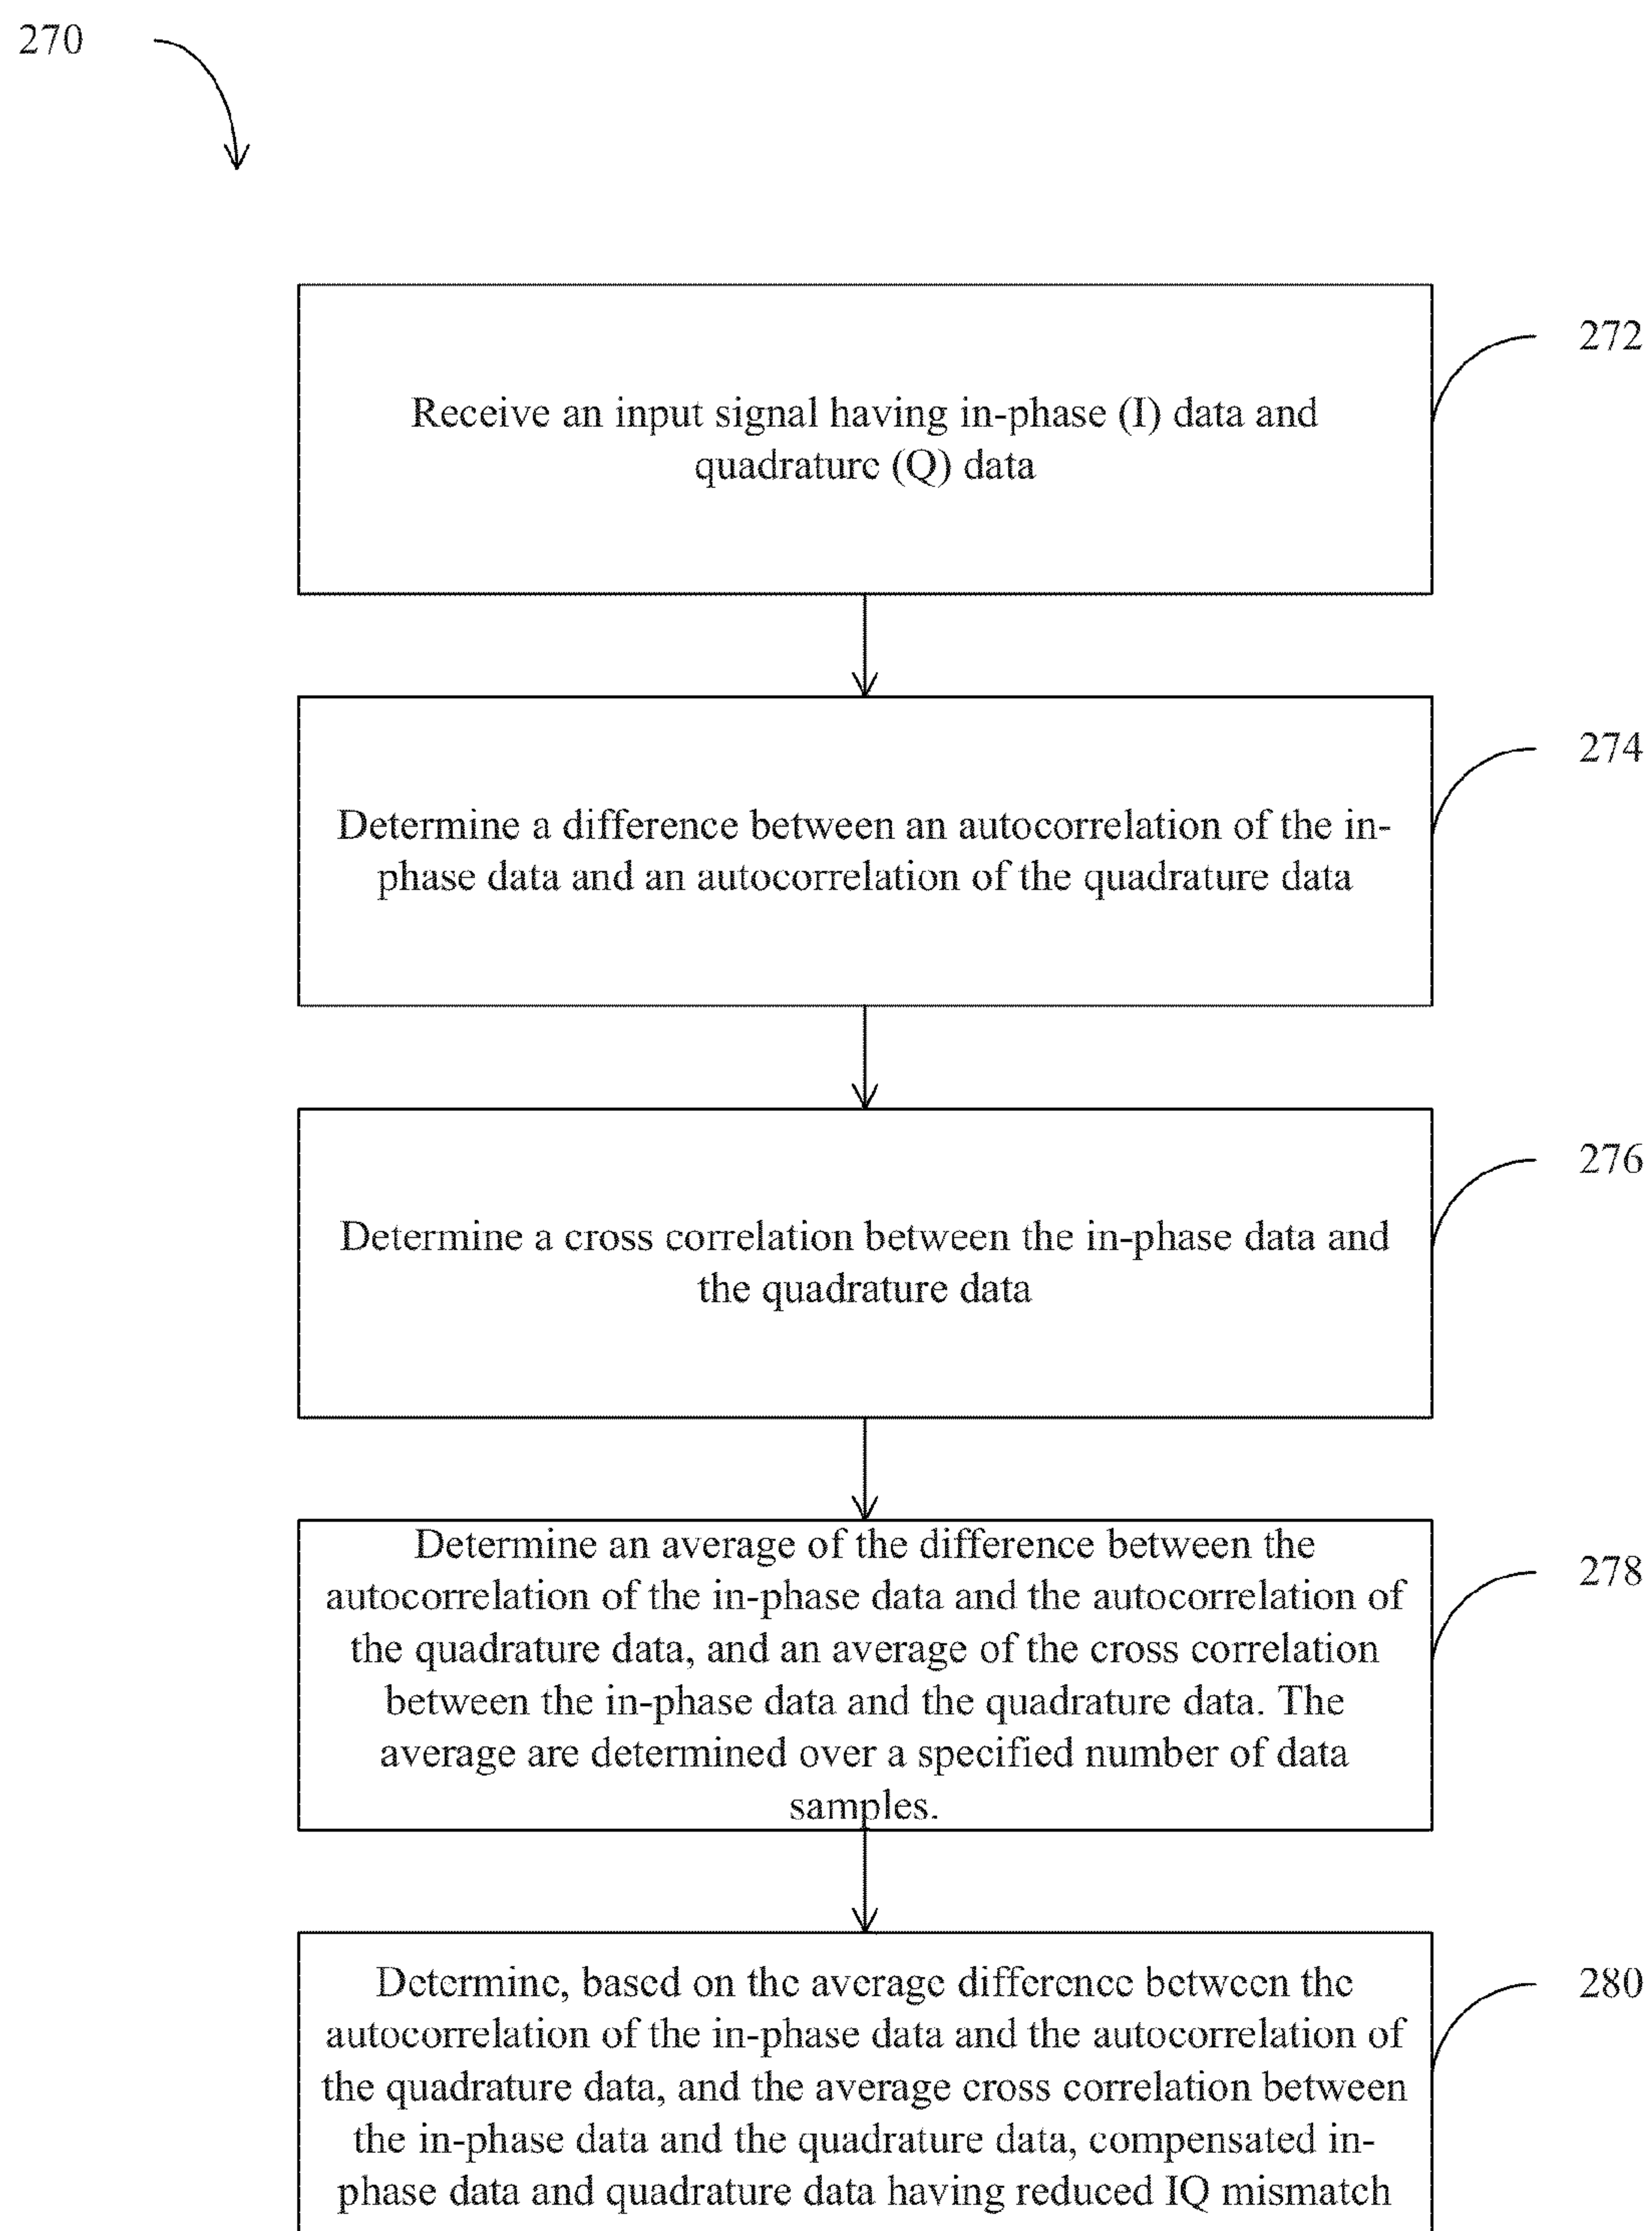 270
272
Receive an input signal having in-phase (I) data and
quadrature (Q) data
274
Determine a difference between an autocorrelation of the in-
phase data and an autocorrelation of the quadrature data
276
Determine a cross correlation between the in-phase data and
the quadrature data
278
Determine an average of the difference between the
autocorrelation of the in-phase data and the autocorrelation of
the quadrature data, and an average of the cross correlation
between the in-phase data and the quadrature data. The
average are determined over a specified number of data
samples.
280
Determine, based on the average difference between the
autocorrelation of the in-phase data and the autocorrelation of
the quadrature data, and the average cross correlation between
the in-phase data and the quadrature data, compensated in-
phase data and quadrature data having reduced IQ mismatch